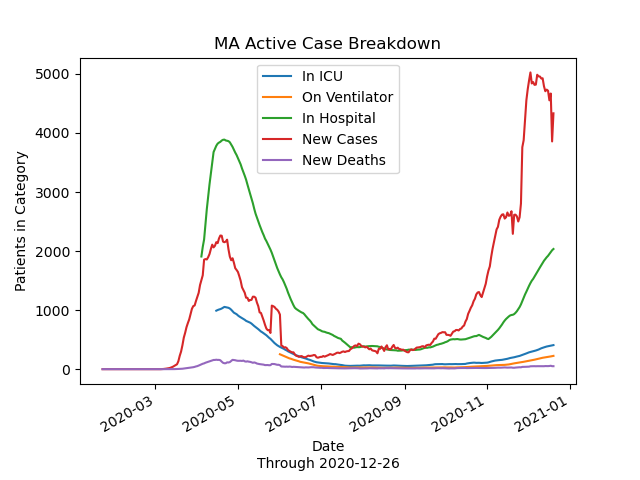 MA Active Case Breakdown
In ICU
On Ventilator
In Hospital
New Cases
New Deaths
Patients in Category
5000
4000
3000
2000
1000
0
2020-03
2020-05
2020-07
2020-09
2020-11
2021-01
Date
Through 2020-12-26